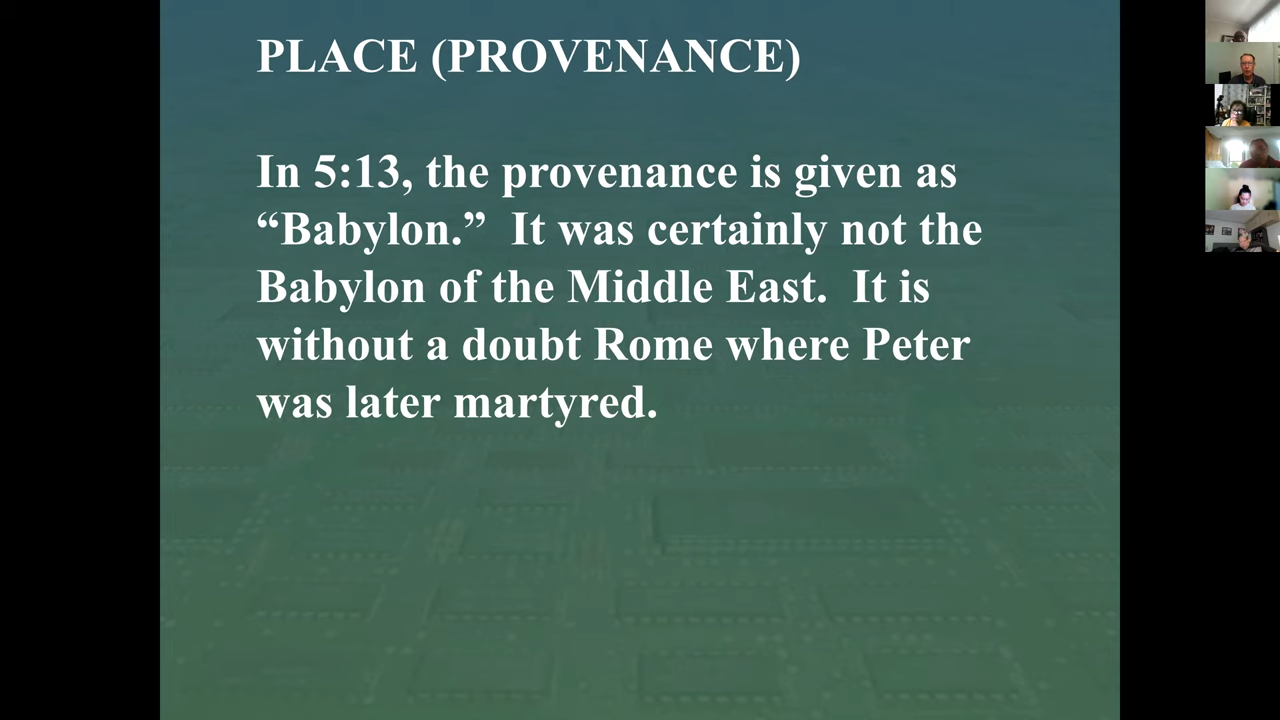 PLACE (PROVENANCE)
In 5:13, the provenance is given as
“Babylon.”  It was certainly not the
Babylon of the Middle East.  It is
without a doubt Rome where Peter
was later martyred.